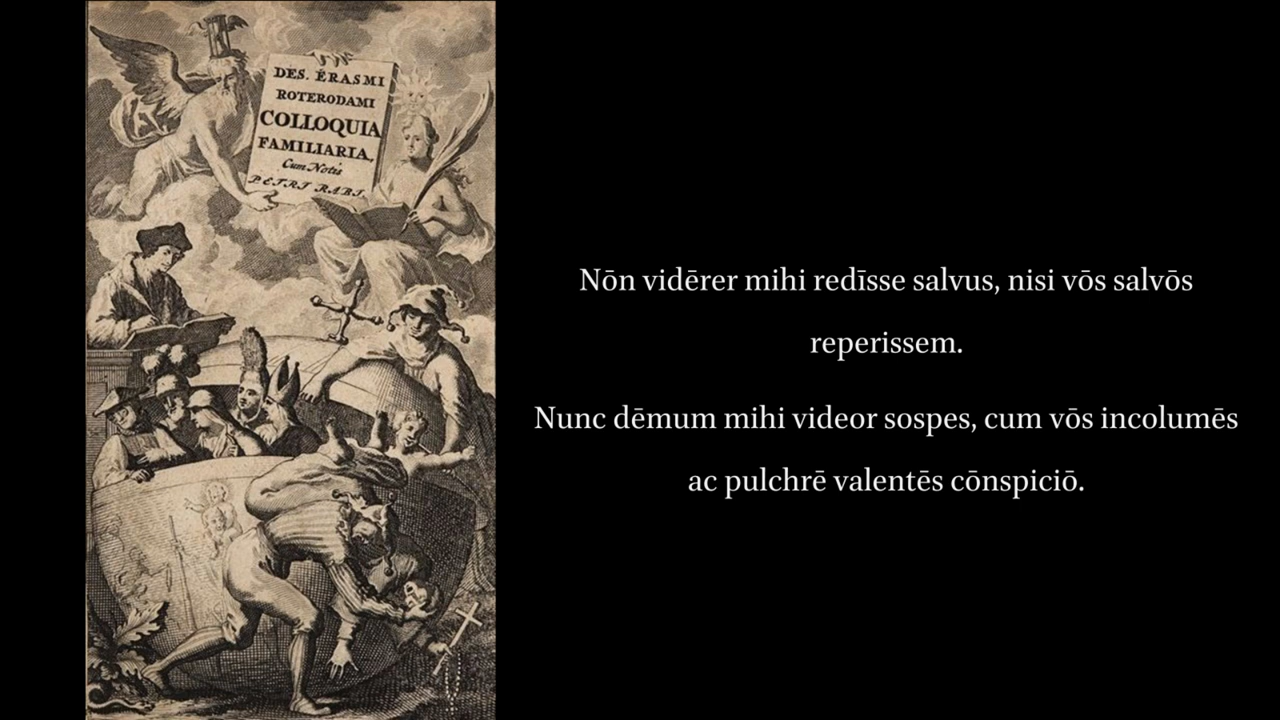 DES. ERASMI
ROTERODAMI
COLLOQUIA
FAMILIARIA,
Cum Notis
PETRI RABI.
Nōn vidērer mihi redīsse salvus, nisi vōs salvōs
reperissem.
Nunc dēmum mihi videor sospes, cum vōs incolumēs
ac pulchrē valentēs cōnspiciō.